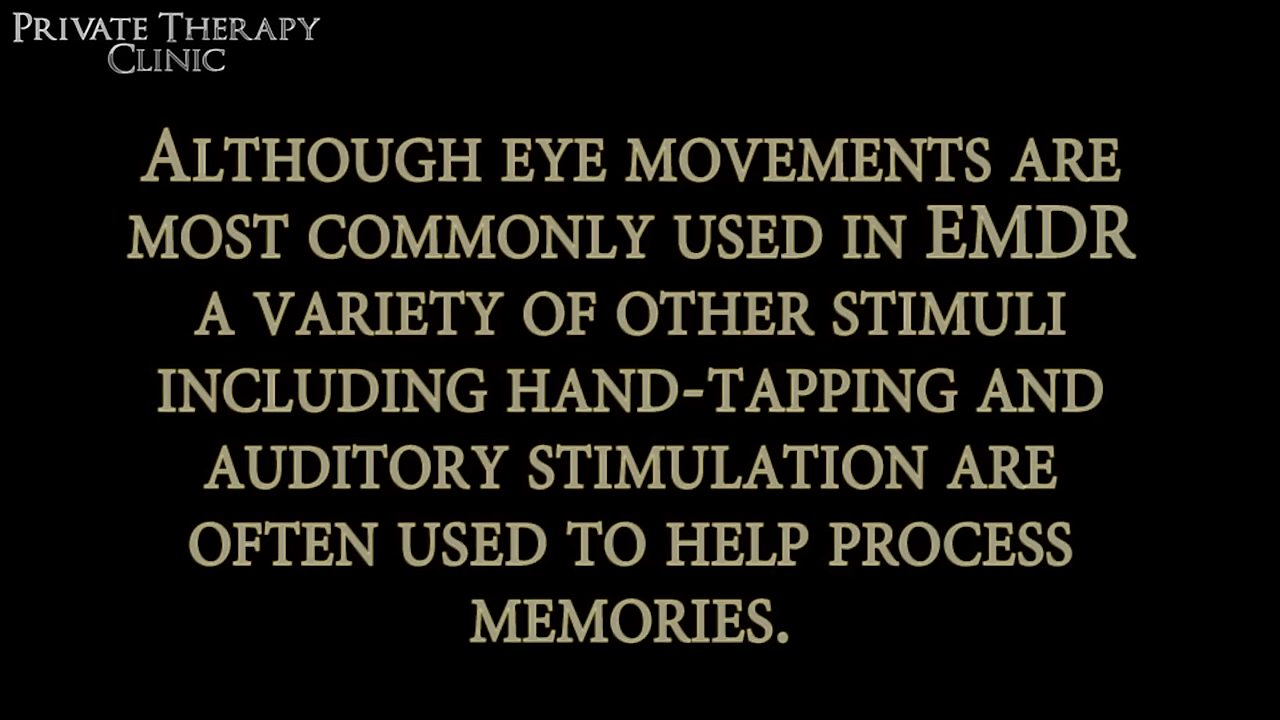 Private Therapy
Clinic
Although eye movements are
most commonly used in EMDR
a variety of other stimuli
including hand-tapping and
auditory stimulation are
often used to help process
memories.